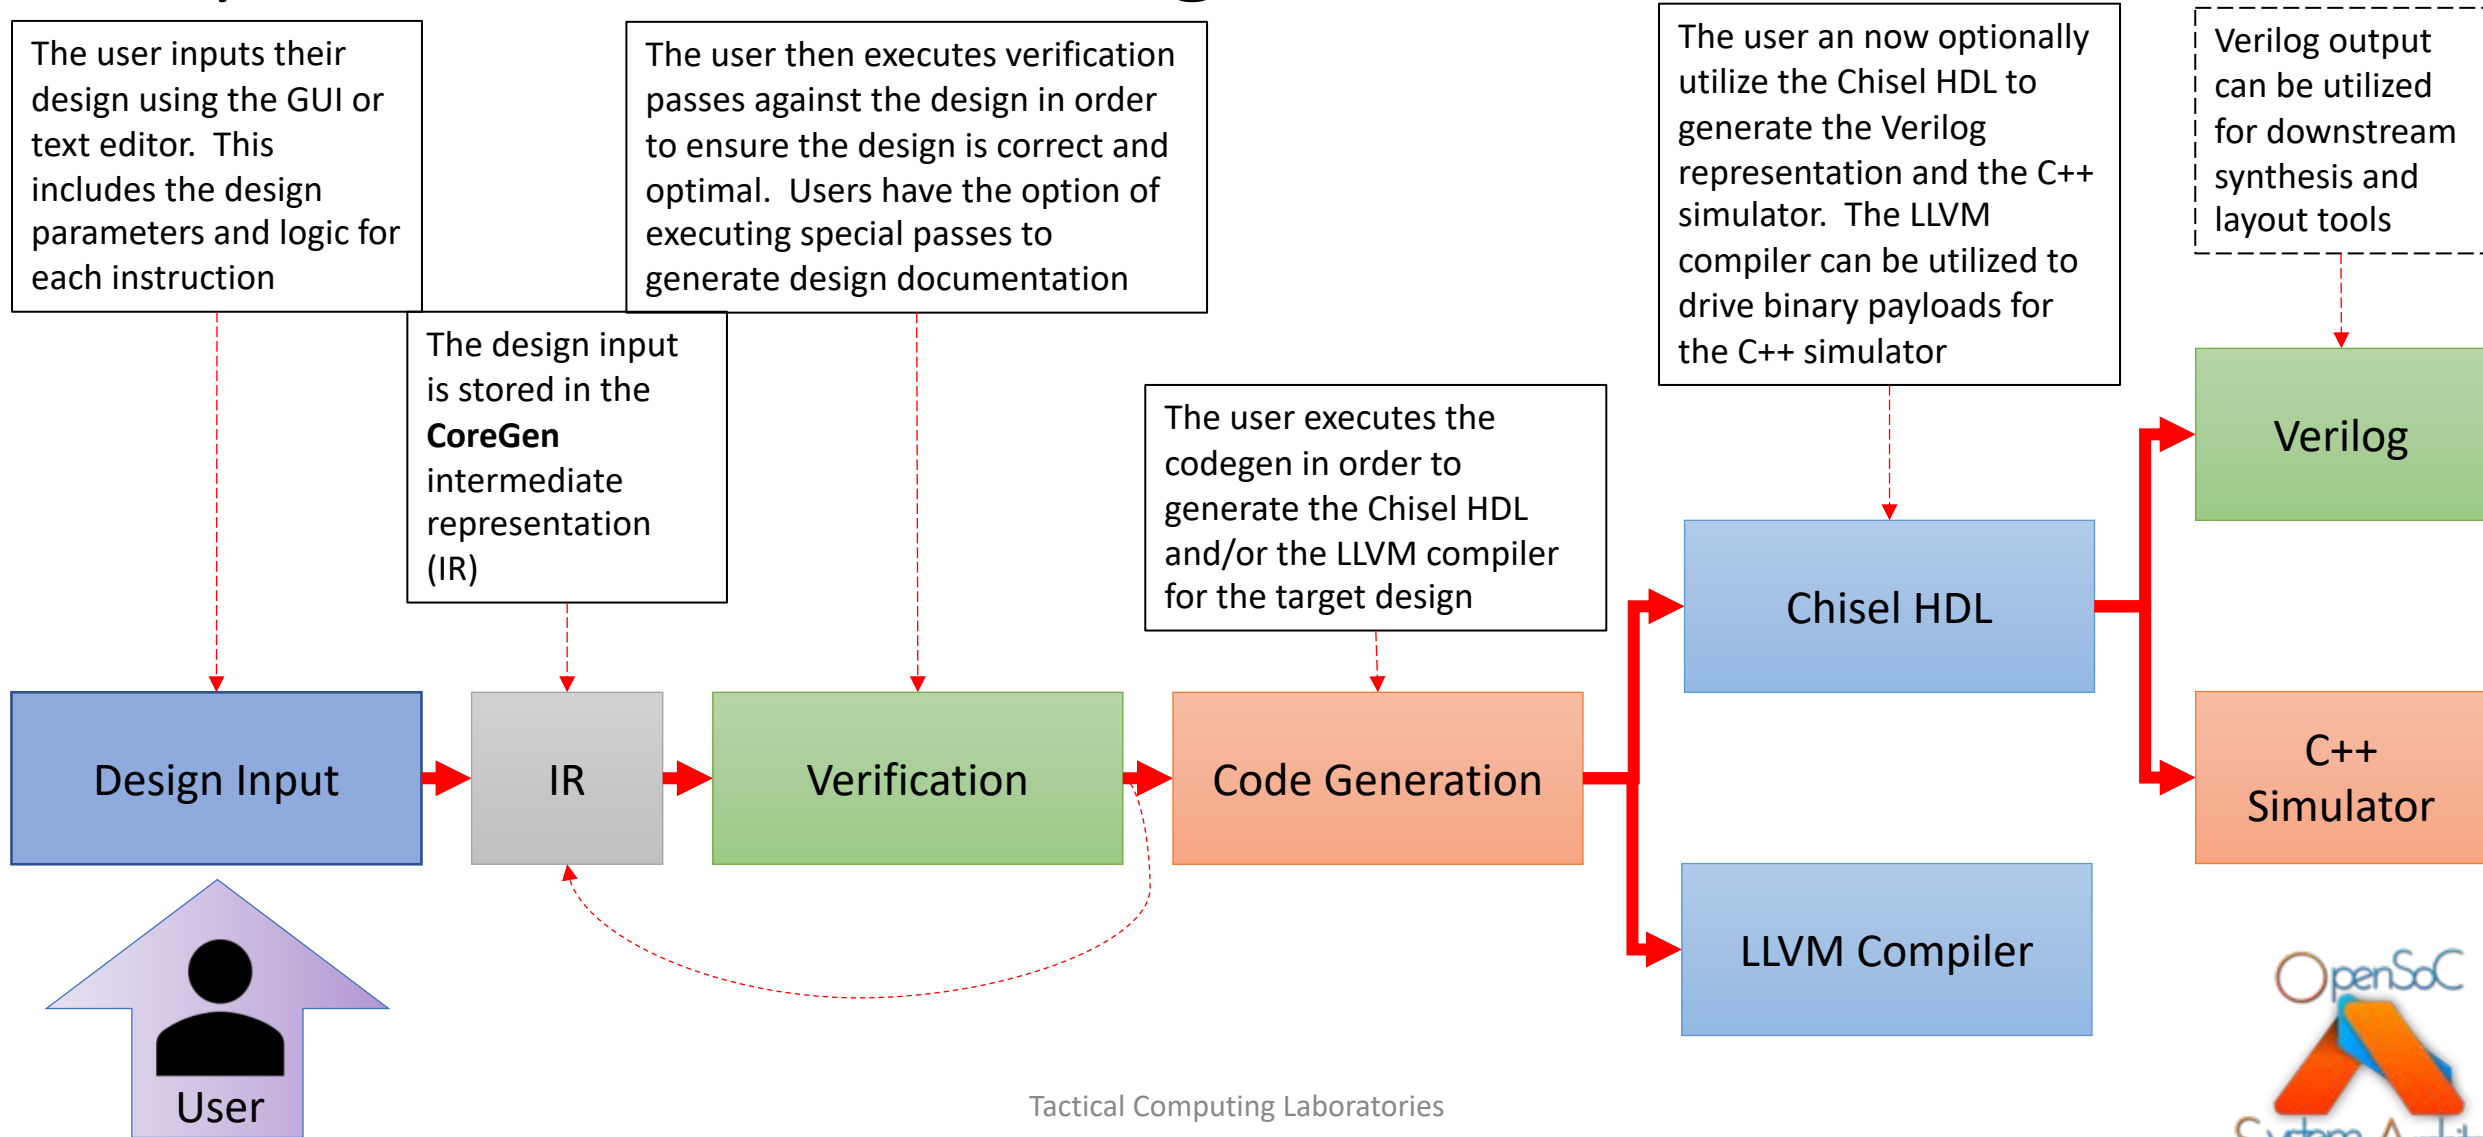 The user inputs their
design using the GUI or
text editor.  This
includes the design
parameters and logic for
each instruction
The user then executes verification
passes against the design in order
to ensure the design is correct and
optimal.  Users have the option of
executing special passes to
generate design documentation
The user an now optionally
utilize the Chisel HDL to
generate the Verilog
representation and the C++
simulator.  The LLVM
compiler can be utilized to
drive binary payloads for
the C++ simulator
Verilog output
can be utilized
for downstream
synthesis and
layout tools
The design input
is stored in the
CoreGen
intermediate
representation
(IR)
The user executes the
codegen in order to
generate the Chisel HDL
and/or the LLVM compiler
for the target design
Verilog
Chisel HDL
Design Input
IR
Verification
Code Generation
C++
Simulator
LLVM Compiler
User
Tactical Computing Laboratories
OpenSoC
System